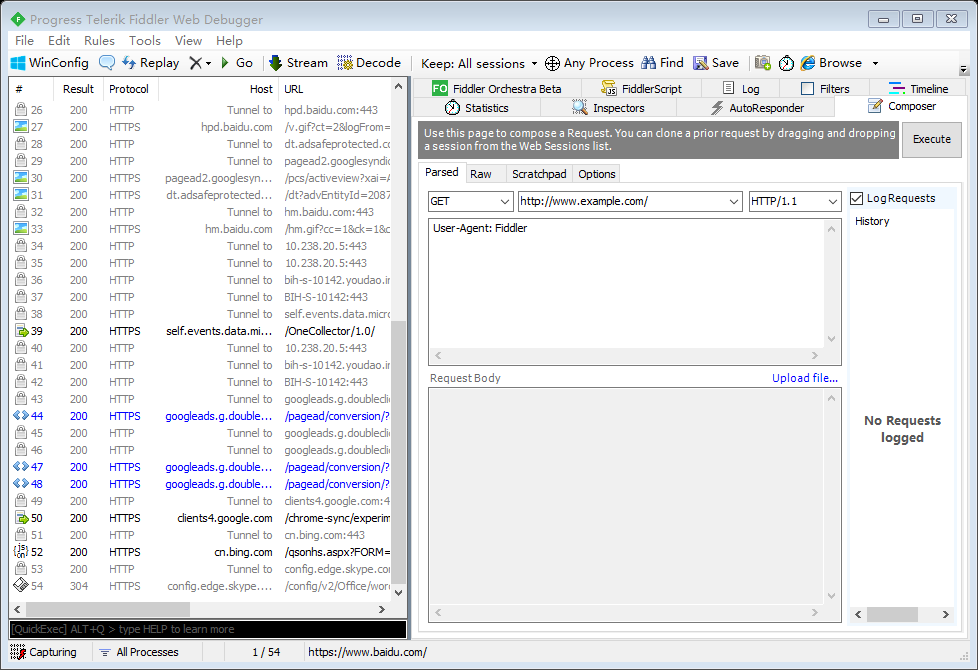 Progress Telerik Fiddler Web Debugger
File Edit Rules Tools View Help
WinConfig Replay Go Stream Decode Keep: All sessions Any Process Find Save Browse
# Result Protocol Host URL
26 200 HTTP Tunnel to hpd.baidu.com:443
27 200 HTTPS hpd.baidu.com /v.gif?ct=2&logFrom=
28 200 HTTP Tunnel to dt.adsafeprotected.c
29 200 HTTP Tunnel to pagead2.googlesyndic
30 200 HTTPS pagead2.googlesyn... /pcs/activeview?xai=A
31 200 HTTPS dt.adsafeprotected... /dt?advEntityId=2087
32 200 HTTP Tunnel to hm.baidu.com:443
33 200 HTTPS hm.baidu.com /hm.gif?cc=1&ck=1&c
34 200 HTTP Tunnel to 10.238.20.5:443
35 200 HTTP Tunnel to 10.238.20.5:443
36 200 HTTP Tunnel to bih-s-10142.youdao.ir
37 200 HTTP Tunnel to BIH-S-10142:443
38 200 HTTP Tunnel to self.events.data.micro
39 200 HTTPS self.events.data.mi... /OneCollector/1.0/
40 200 HTTP Tunnel to 10.238.20.5:443
41 200 HTTP Tunnel to bih-s-10142.youdao.ir
42 200 HTTP Tunnel to BIH-S-10142:443
43 200 HTTP Tunnel to googleads.g.doublecli
44 200 HTTPS googleads.g.double... /pagead/conversion/?
45 200 HTTP Tunnel to googleads.g.doublecli
46 200 HTTP Tunnel to googleads.g.doublecli
47 200 HTTPS googleads.g.double... /pagead/conversion/?
48 200 HTTPS googleads.g.double... /pagead/conversion/?
49 200 HTTP Tunnel to clients4.google.com:4
50 200 HTTPS clients4.google.com /chrome-sync/experim
51 200 HTTP Tunnel to cn.bing.com:443
52 200 HTTPS cn.bing.com /qsonhs.aspx?FORM=
53 200 HTTP Tunnel to config.edge.skype.co
54 304 HTTPS config.edge.skype.... /config/v2/Office/wor
[QuickExec] ALT+Q > type HELP to learn more
Capturing All Processes 1 / 54 https://www.baidu.com/
FO Fiddler Orchestra Beta FiddlerScript Log Filters Timeline
Statistics Inspectors AutoResponder Composer
Use this page to compose a Request. You can clone a prior request by dragging and dropping
a session from the Web Sessions list.
Execute
Parsed Raw Scratchpad Options
GET http://www.example.com/ HTTP/1.1
Log Requests
History
User-Agent: Fiddler
Request Body Upload file...
No Requests
logged